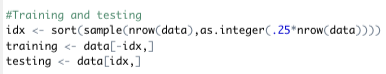 #Training and testing
idx <- sort(sample(nrow(data),as.integer(.25*nrow(data))))
training <- data[-idx,]
testing <- data[idx,]